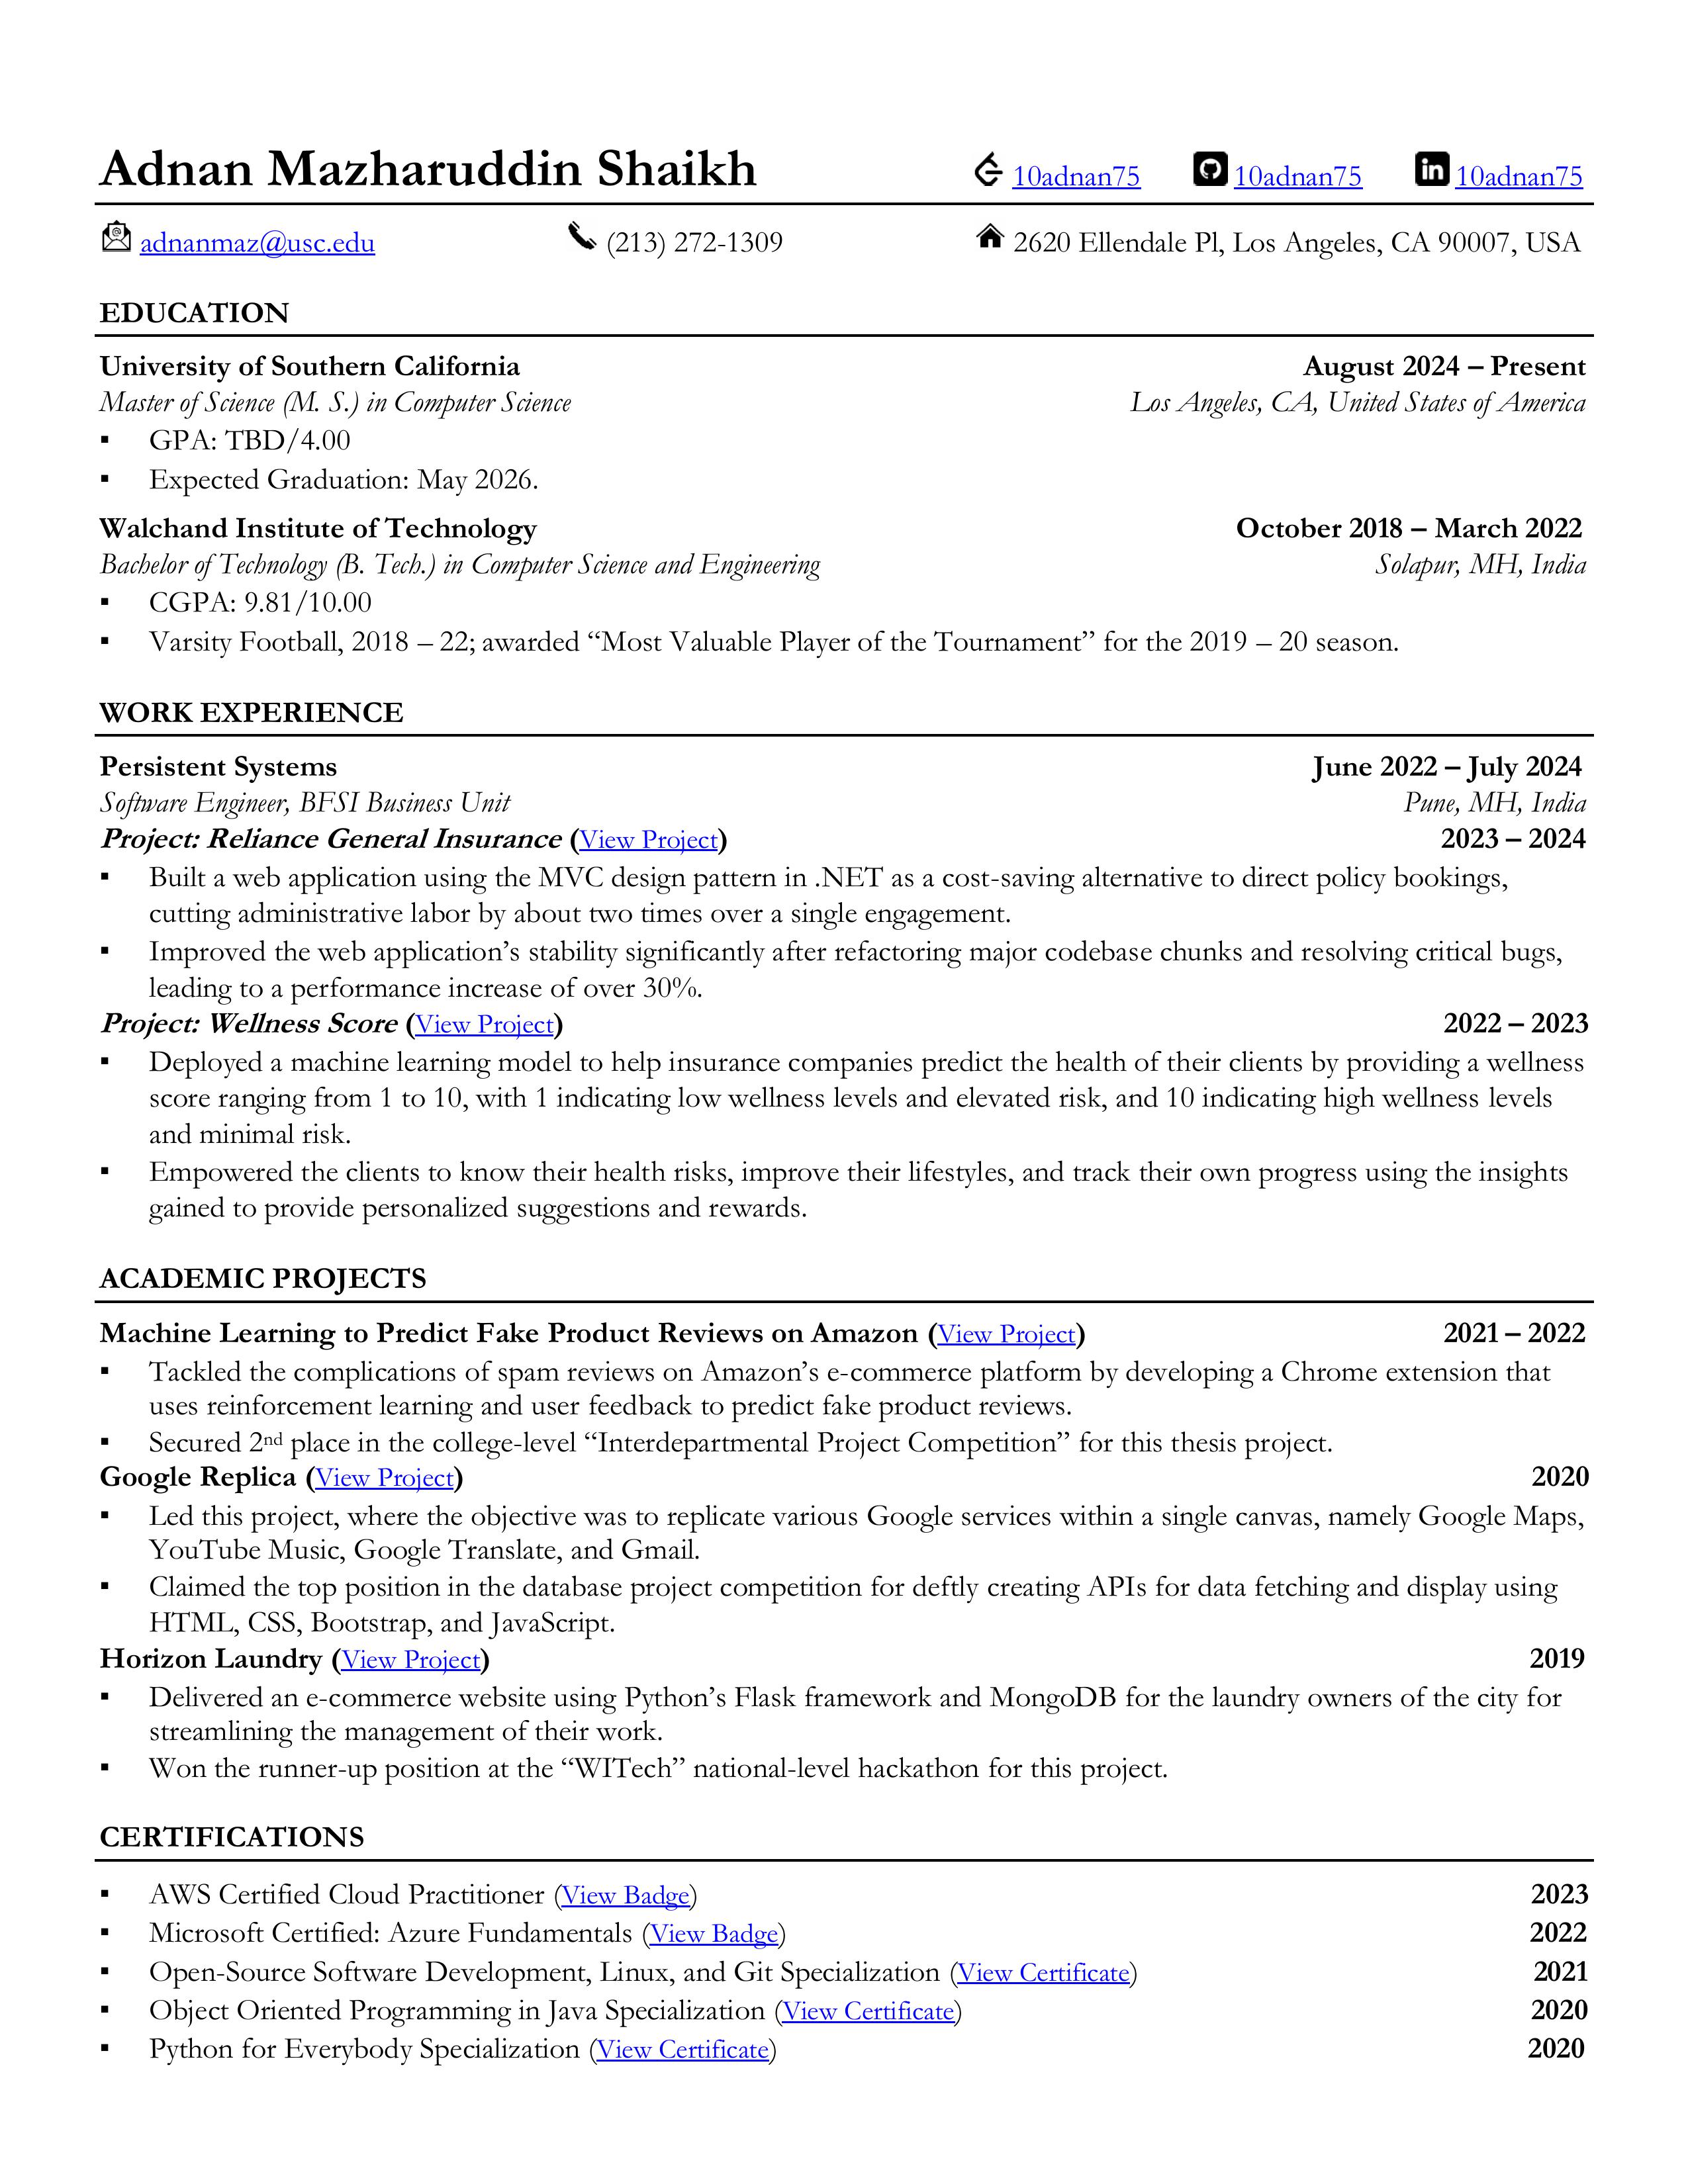 Adnan Mazharuddin Shaikh 10adnan75 10adnan75 10adnan75
adnanmaz@usc.edu (213) 272-1309 2620 Ellendale Pl, Los Angeles, CA 90007, USA
EDUCATION
University of Southern California August 2024 – Present
Master of Science (M. S.) in Computer Science Los Angeles, CA, United States of America
▪ GPA: TBD/4.00
▪ Expected Graduation: May 2026.
Walchand Institute of Technology October 2018 – March 2022
Bachelor of Technology (B. Tech.) in Computer Science and Engineering Solapur, MH, India
▪ CGPA: 9.81/10.00
▪ Varsity Football, 2018 – 22; awarded “Most Valuable Player of the Tournament” for the 2019 – 20 season.
WORK EXPERIENCE
Persistent Systems June 2022 – July 2024
Software Engineer, BFSI Business Unit Pune, MH, India
Project: Reliance General Insurance (View Project) 2023 – 2024
▪ Built a web application using the MVC design pattern in .NET as a cost-saving alternative to direct policy bookings,
cutting administrative labor by about two times over a single engagement.
▪ Improved the web application’s stability significantly after refactoring major codebase chunks and resolving critical bugs,
leading to a performance increase of over 30%.
Project: Wellness Score (View Project) 2022 – 2023
▪ Deployed a machine learning model to help insurance companies predict the health of their clients by providing a wellness
score ranging from 1 to 10, with 1 indicating low wellness levels and elevated risk, and 10 indicating high wellness levels
and minimal risk.
▪ Empowered the clients to know their health risks, improve their lifestyles, and track their own progress using the insights
gained to provide personalized suggestions and rewards.
ACADEMIC PROJECTS
Machine Learning to Predict Fake Product Reviews on Amazon (View Project) 2021 – 2022
▪ Tackled the complications of spam reviews on Amazon’s e-commerce platform by developing a Chrome extension that
uses reinforcement learning and user feedback to predict fake product reviews.
▪ Secured 2nd place in the college-level “Interdepartmental Project Competition” for this thesis project.
Google Replica (View Project) 2020
▪ Led this project, where the objective was to replicate various Google services within a single canvas, namely Google Maps,
YouTube Music, Google Translate, and Gmail.
▪ Claimed the top position in the database project competition for deftly creating APIs for data fetching and display using
HTML, CSS, Bootstrap, and JavaScript.
Horizon Laundry (View Project) 2019
▪ Delivered an e-commerce website using Python’s Flask framework and MongoDB for the laundry owners of the city for
streamlining the management of their work.
▪ Won the runner-up position at the “WITech” national-level hackathon for this project.
CERTIFICATIONS
▪ AWS Certified Cloud Practitioner (View Badge) 2023
▪ Microsoft Certified: Azure Fundamentals (View Badge) 2022
▪ Open-Source Software Development, Linux, and Git Specialization (View Certificate) 2021
▪ Object Oriented Programming in Java Specialization (View Certificate) 2020
▪ Python for Everybody Specialization (View Certificate) 2020